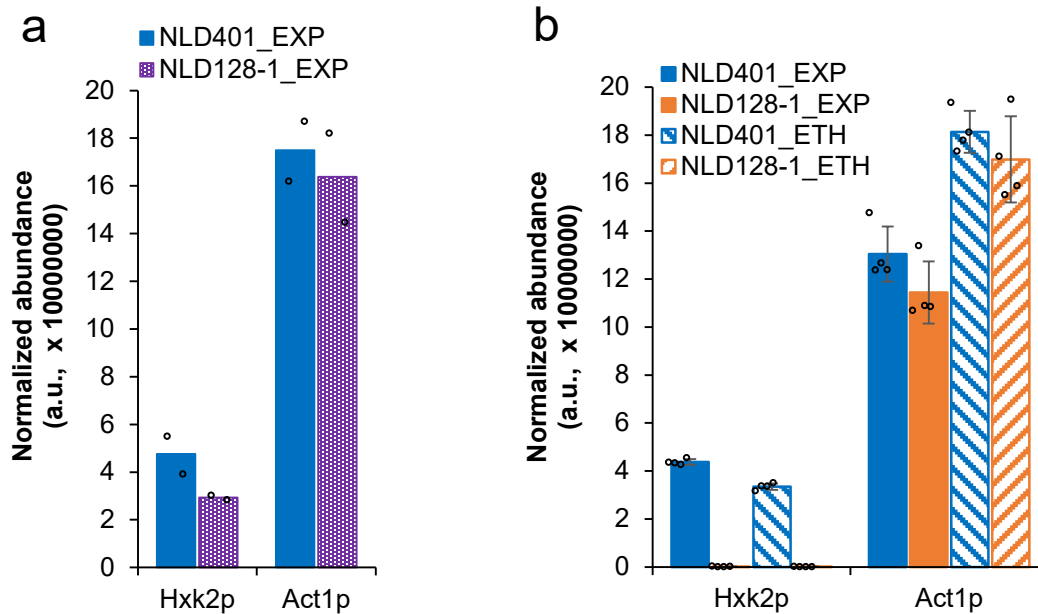 a
NLD401_EXP
NLD128-1_EXP
Normalized abundance
(a.u., x 10000000)
20
18
16
14
12
10
8
6
4
2
0
Hxk2p
Act1p
b
NLD401_EXP
NLD128-1_EXP
NLD401_ETH
NLD128-1_ETH
Normalized abundance
(a.u., x 10000000)
20
18
16
14
12
10
8
6
4
2
0
Hxk2p
Act1p